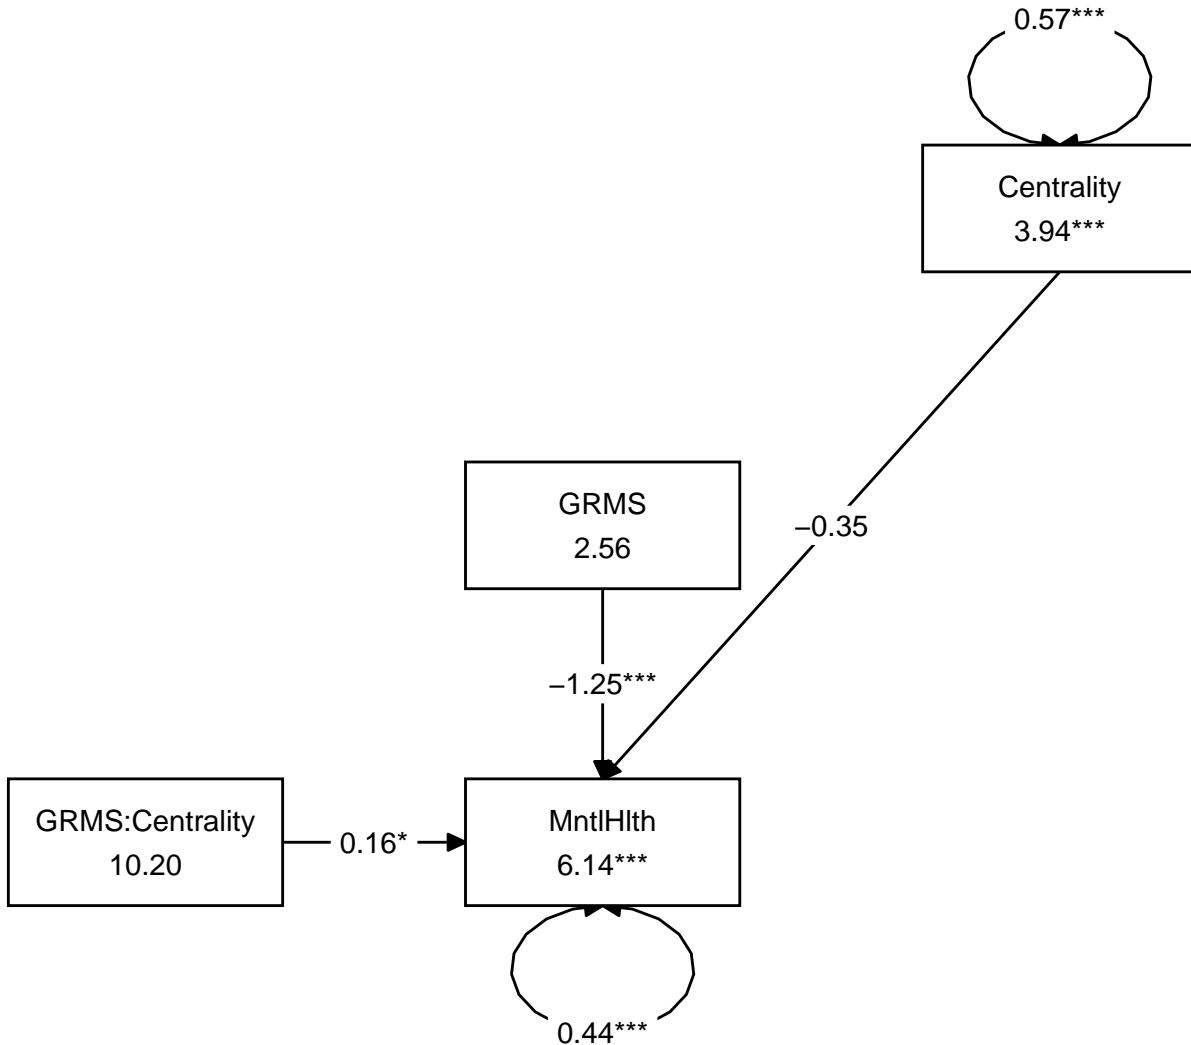 0.57***
Centrality
3.94***
GRMS
2.56
−0.35
−1.25***
GRMS:Centrality
10.20
0.16*
MntlHlth
6.14***
0.44***